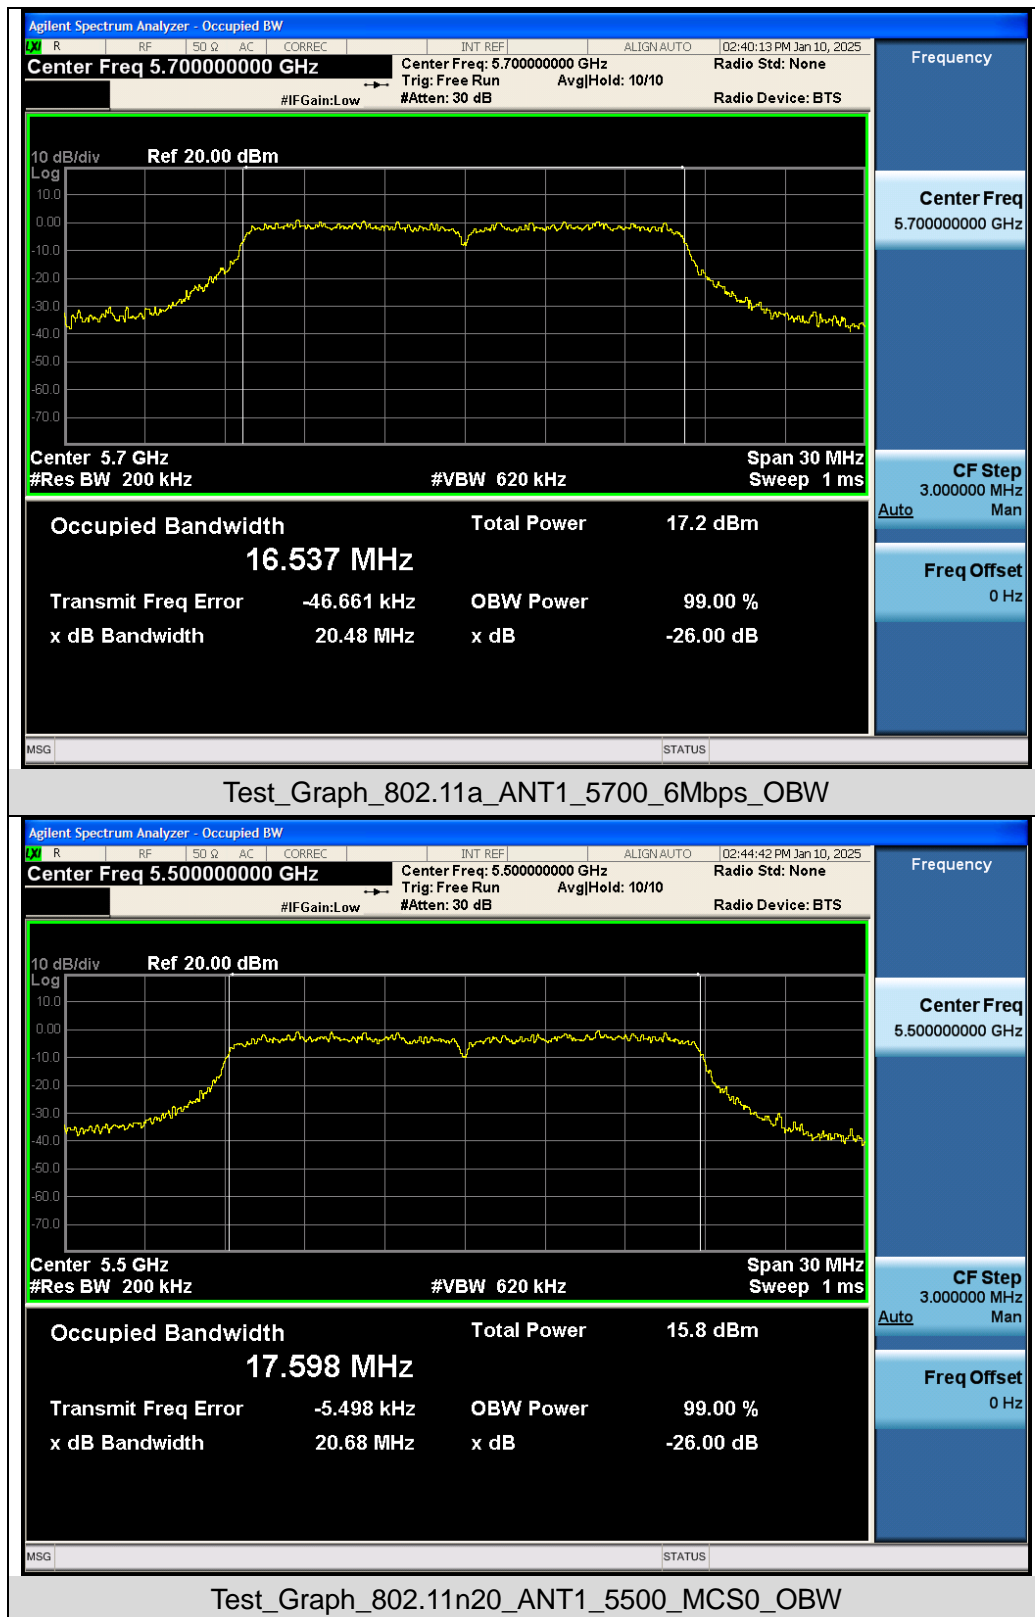 Agilent Spectrum Analyzer - Occupied BW
LXI R RF 50 Ω AC CORREC INT REF ALIGN AUTO 02:40:13 PM Jan 10, 2025
Center Freq 5.700000000 GHz
Center Freq: 5.700000000 GHz Radio Std: None
Trig: Free Run Avg|Hold: 10/10
#IFGain:Low #Atten: 30 dB Radio Device: BTS
Frequency
10 dB/div Ref 20.00 dBm
Log
10.0
0.00
-10.0
-20.0
-30.0
-40.0
-50.0
-60.0
-70.0
Center Freq
5.700000000 GHz
Center 5.7 GHz Span 30 MHz
#Res BW 200 kHz #VBW 620 kHz Sweep 1 ms
CF Step
3.000000 MHz
Auto Man
Freq Offset
0 Hz
Occupied Bandwidth Total Power 17.2 dBm
16.537 MHz
Transmit Freq Error -46.661 kHz OBW Power 99.00 %
x dB Bandwidth 20.48 MHz x dB -26.00 dB
MSG STATUS
Test_Graph_802.11a_ANT1_5700_6Mbps_OBW
Agilent Spectrum Analyzer - Occupied BW
LXI R RF 50 Ω AC CORREC INT REF ALIGN AUTO 02:44:42 PM Jan 10, 2025
Center Freq 5.500000000 GHz
Center Freq: 5.500000000 GHz Radio Std: None
Trig: Free Run Avg|Hold: 10/10
#IFGain:Low #Atten: 30 dB Radio Device: BTS
Frequency
10 dB/div Ref 20.00 dBm
Log
10.0
0.00
-10.0
-20.0
-30.0
-40.0
-50.0
-60.0
-70.0
Center Freq
5.500000000 GHz
Center 5.5 GHz Span 30 MHz
#Res BW 200 kHz #VBW 620 kHz Sweep 1 ms
CF Step
3.000000 MHz
Auto Man
Freq Offset
0 Hz
Occupied Bandwidth Total Power 15.8 dBm
17.598 MHz
Transmit Freq Error -5.498 kHz OBW Power 99.00 %
x dB Bandwidth 20.68 MHz x dB -26.00 dB
MSG STATUS
Test_Graph_802.11n20_ANT1_5500_MCS0_OBW